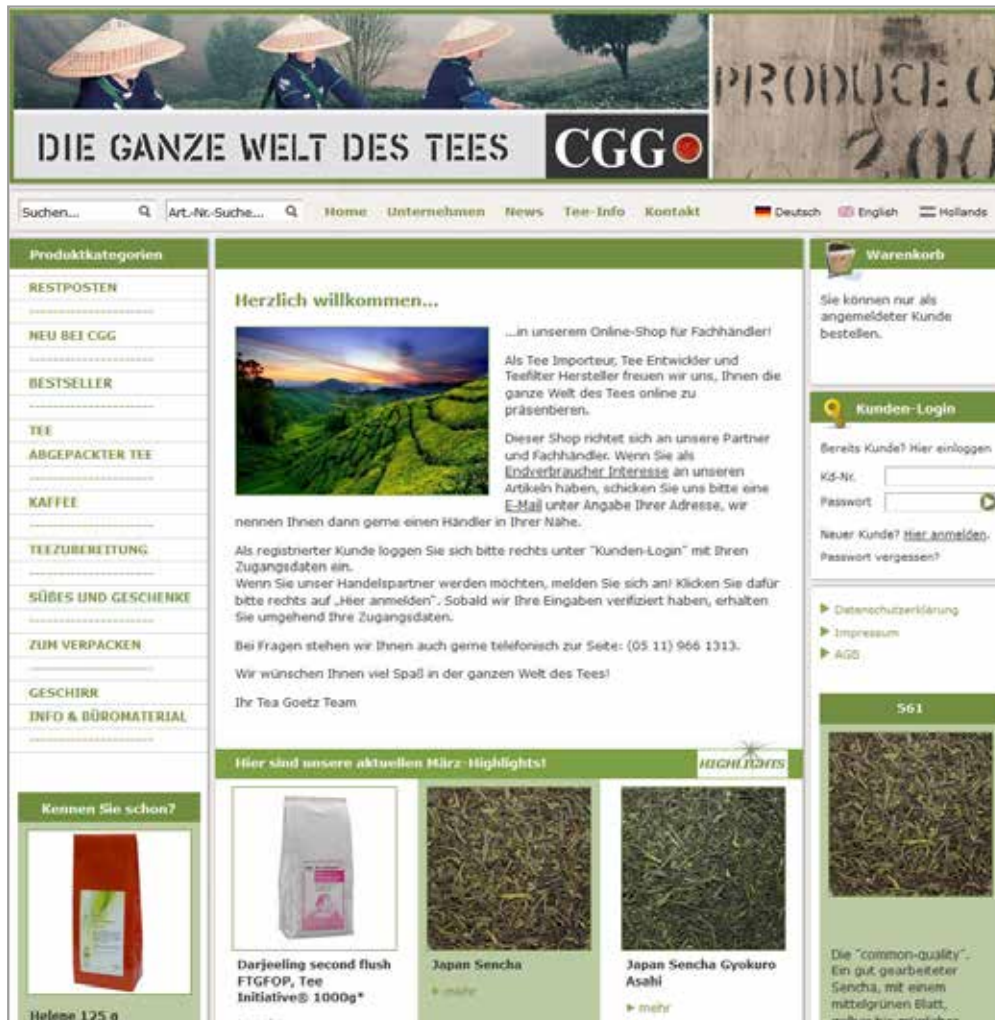 PRODUCE O
DIE GANZE WELT DES TEES
CGG
Suchen...
Art.-Nr.-Suche...
Home
Unternehmen
News
Tee-Info
Kontakt
Deutsch
English
Hollands
Produktkategorien
RESTPOSTEN
NEU BEI CGG
BESTSELLER
TEE
ABGEPACKTER TEE
KAFFEE
TEEZUBEREITUNG
SÜßES UND GESCHENKE
ZUM VERPACKEN
GESCHIRR
INFO & BÜROMATERIAL
Kennen Sie schon?
Helene 125 g
Herzlich willkommen...
...in unserem Online-Shop für Fachhändler!
Als Tee Importeur, Tee Entwickler und
Teefilter Hersteller freuen wir uns, Ihnen die
ganze Welt des Tees online zu
präsentieren.
Dieser Shop richtet sich an unsere Partner
und Fachhändler. Wenn Sie als
Endverbraucher Interesse an unseren
Artikeln haben, schicken Sie uns bitte eine
E-Mail unter Angabe Ihrer Adresse, wir
nennen Ihnen dann gerne einen Händler in Ihrer Nähe.
Als registrierter Kunde loggen Sie sich bitte rechts unter "Kunden-Login" mit Ihren
Zugangsdaten ein.
Wenn Sie unser Handelspartner werden möchten, melden Sie sich an! Klicken Sie dafür
bitte rechts auf „Hier anmelden". Sobald wir Ihre Eingaben verifiziert haben, erhalten
Sie umgehend Ihre Zugangsdaten.
Bei Fragen stehen wir Ihnen auch gerne telefonisch zur Seite: (05 11) 966 1313.
Wir wünschen Ihnen viel Spaß in der ganzen Welt des Tees!
Ihr Tea Goetz Team
Hier sind unsere aktuellen März-Highlights!
HIGHLIGHTS
Darjeeling second flush
FTGFOP, Tee
Initiative® 1000g*
Japan Sencha
mehr
Japan Sencha Gyokuro
Asahi
mehr
Warenkorb
Sie können nur als
angemeldeter Kunde
bestellen.
Kunden-Login
Bereits Kunde? Hier einloggen
Kd-Nr.
Passwort
Neuer Kunde? Hier anmelden.
Passwort vergessen?
Datenschutzerklärung
Impressum
AGB
S61
Die "common-quality".
Ein gut gearbeiteter
Sencha, mit einem
mittelgrünen Blatt,